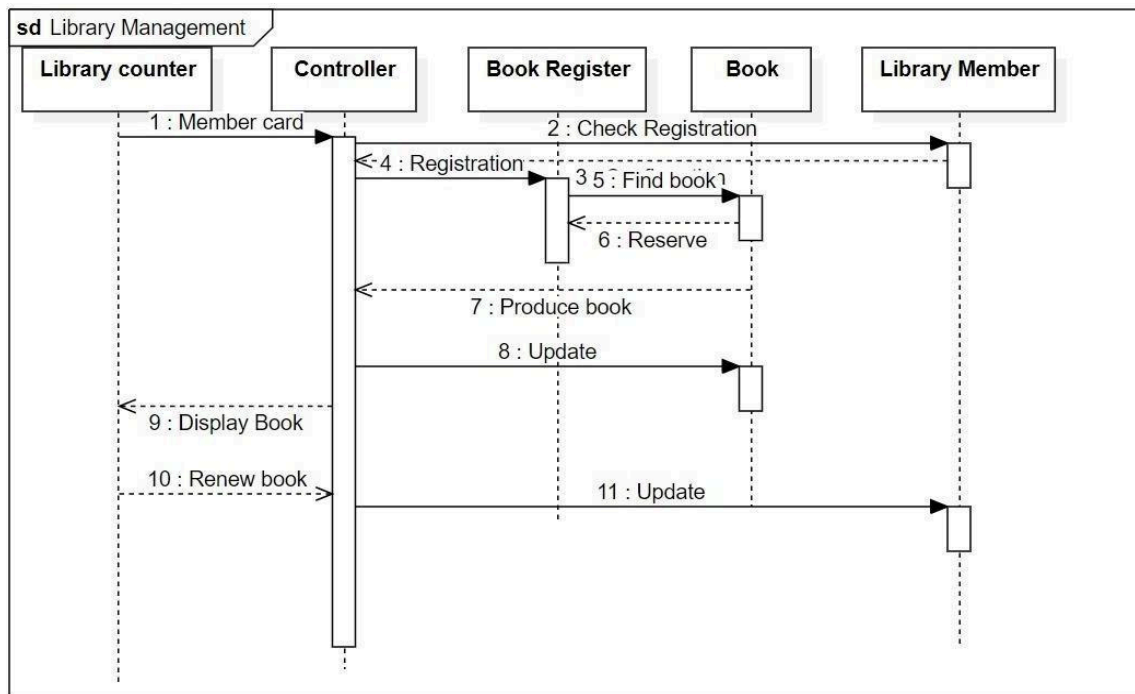 sd Library Management
Library counter
Controller
Book Register
Book
Library Member
1 : Member card
2 : Check Registration
4 : Registration
3
5 : Find book
6 : Reserve
7 : Produce book
8 : Update
9 : Display Book
10 : Renew book
11 : Update